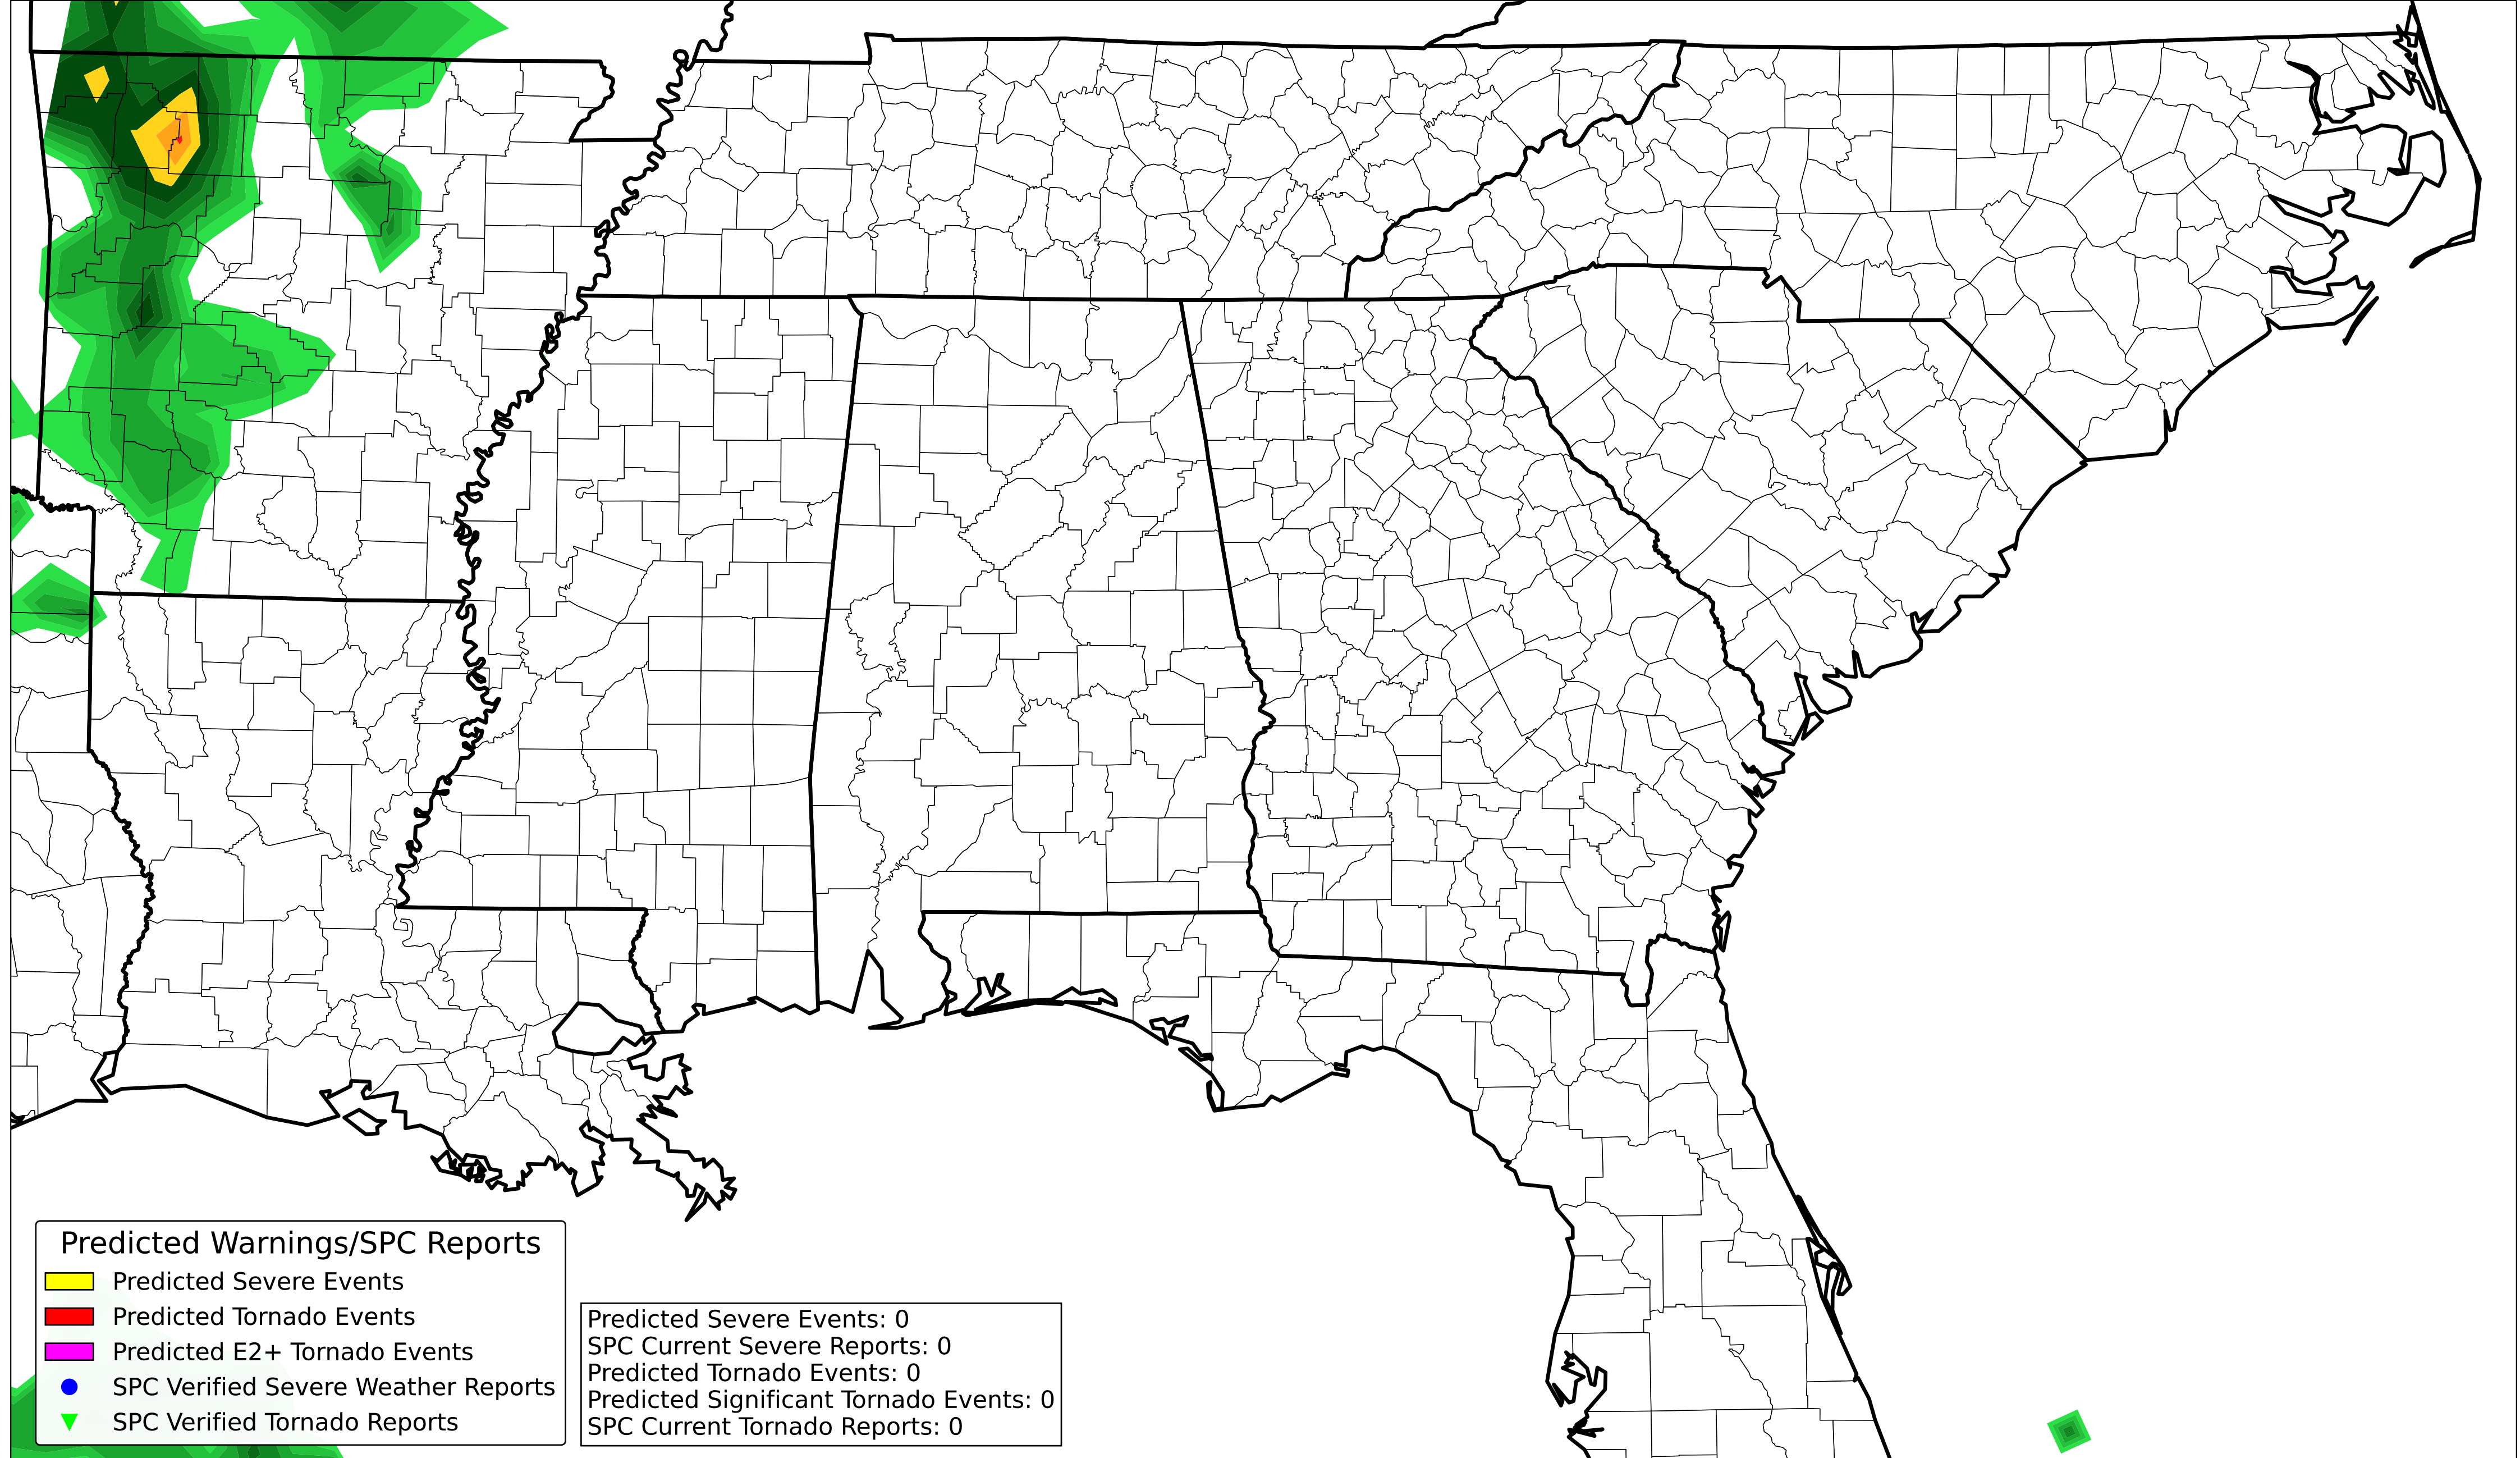 Predicted Warnings/SPC Reports
Predicted Severe Events
Predicted Tornado Events
Predicted E2+ Tornado Events
SPC Verified Severe Weather Reports
SPC Verified Tornado Reports
Predicted Severe Events: 0
SPC Current Severe Reports: 0
Predicted Tornado Events: 0
Predicted Significant Tornado Events: 0
SPC Current Tornado Reports: 0